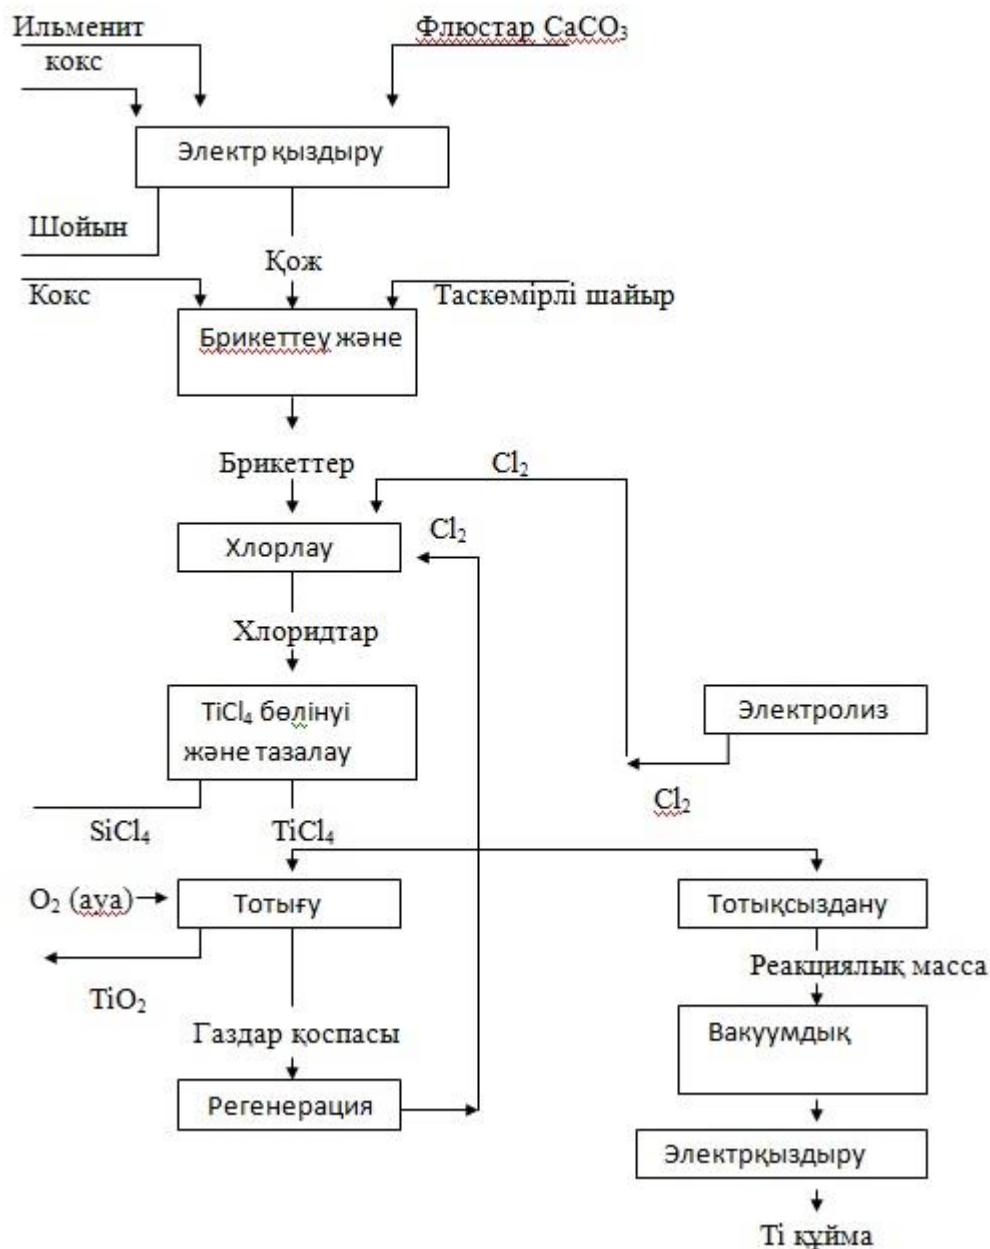 Ильменит
Флюстар CaCO₃
кокс
Электр қыздыру
Шойын
Қож
Кокс
Таскөмірлі шайыр
Брикеттеу және
Брикеттер
Cl₂
Cl₂
Хлорлау
Хлоридтар
TiCl₄ бөлінуі
және тазалау
Электролиз
Cl₂
SiCl₄
TiCl₄
O₂ (ауа)
Тотығу
Тотықсыздану
Реакциялық масса
TiO₂
Газдар қоспасы
Вакуумдық
Регенерация
Электрқыздыру
Ti құйма